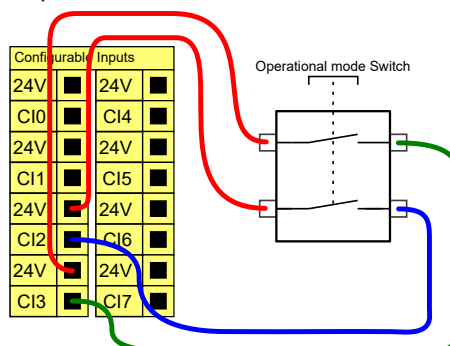 Configurable Inputs
Operational mode Switch
24V 24V
CI0 CI4
24V 24V
CI1 CI5
24V 24V
CI2 CI6
24V 24V
CI3 CI7